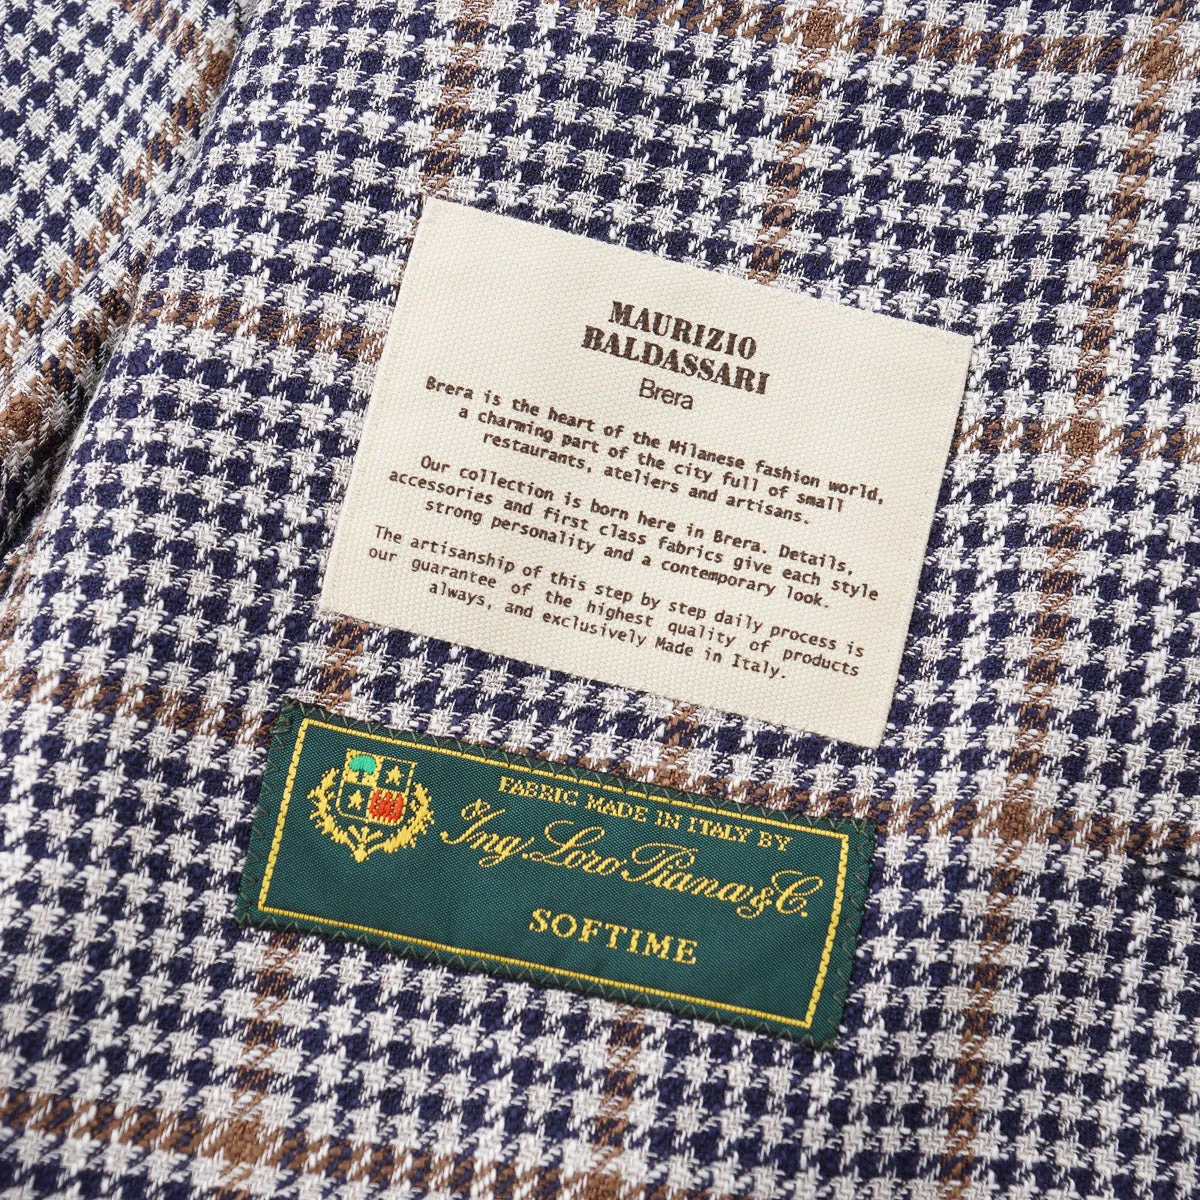 MAURIZIO
BALDASSARI
Brera
Brera is the heart of the Milanese fashion world,
a charming part of the city full of small
restaurants, ateliers and artisans.
Our collection is born here in Brera. Details,
accessories and first class fabrics give each style
strong personality and a contemporary look.
The artisanship of this step by step daily process is
our guarantee of the highest quality of products
always, and exclusively Made in Italy.
FABRIC MADE IN ITALY BY
Ing. Loro Piana & C.
SOFTIME